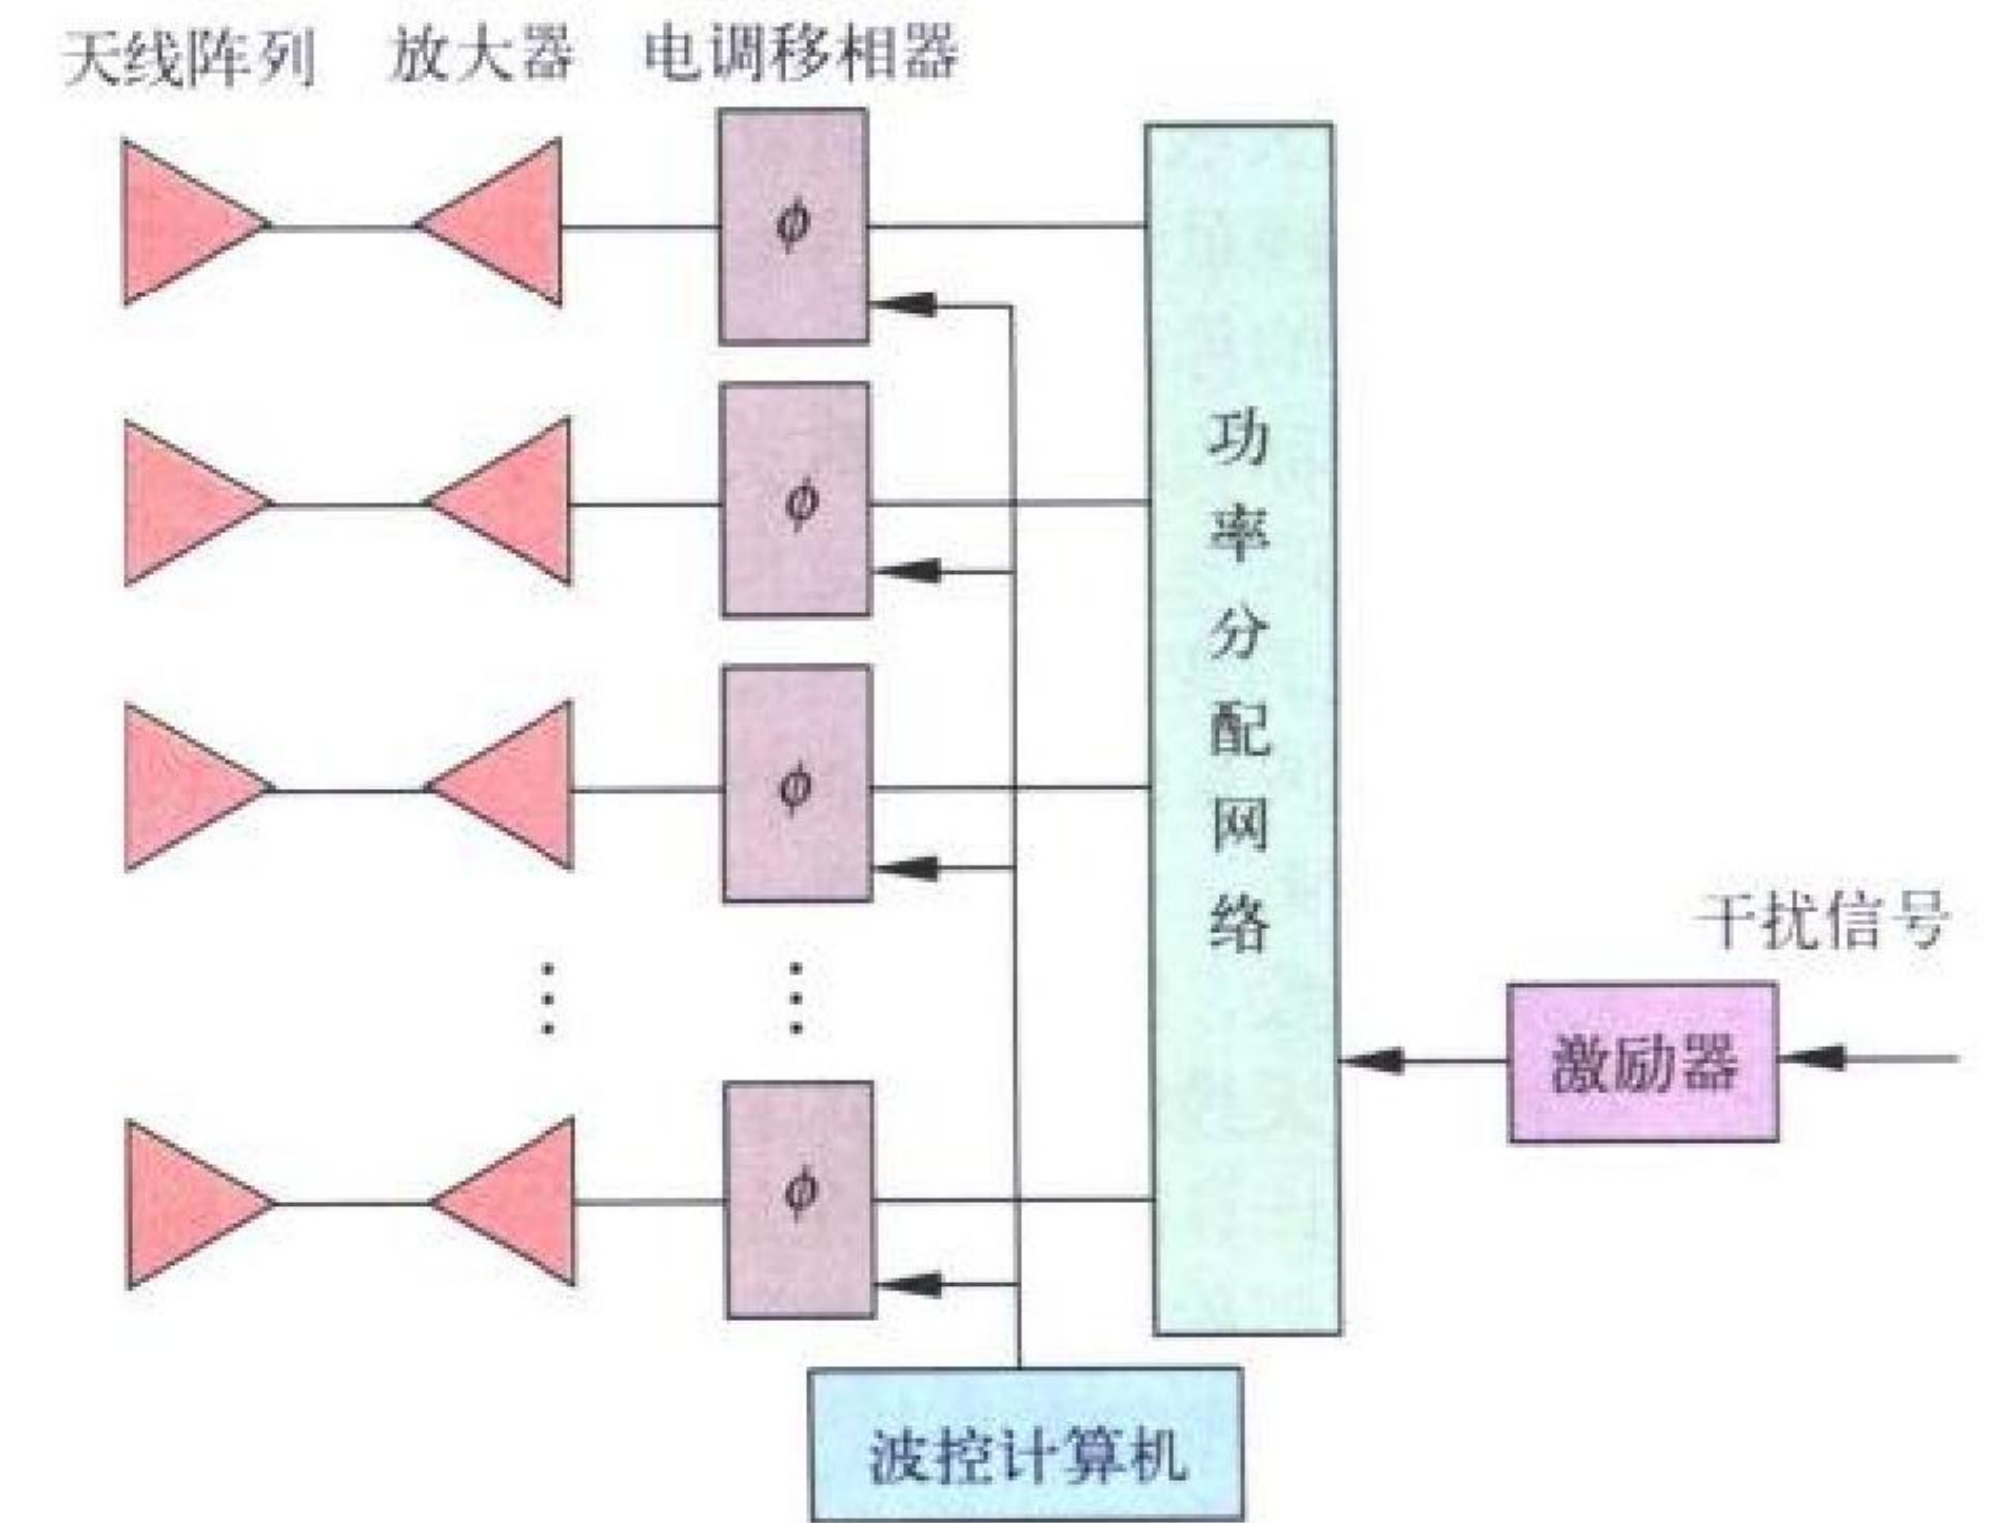 天线阵列 放大器 电调移相器
ϕ
ϕ
ϕ
ϕ
功率分配网络
干扰信号
激励器
波控计算机